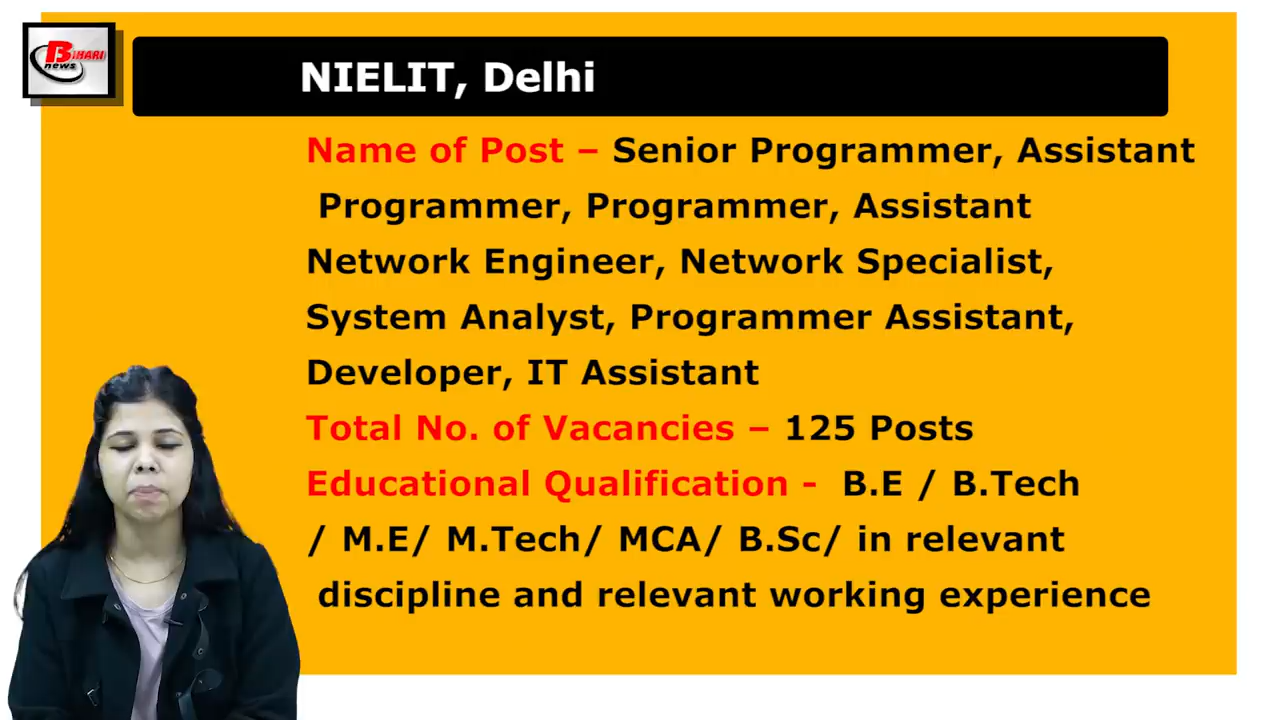 BIHARI
news
NIELIT, Delhi
Name of Post – Senior Programmer, Assistant
Programmer, Programmer, Assistant
Network Engineer, Network Specialist,
System Analyst, Programmer Assistant,
Developer, IT Assistant
Total No. of Vacancies – 125 Posts
Educational Qualification - B.E / B.Tech
/ M.E/ M.Tech/ MCA/ B.Sc/ in relevant
discipline and relevant working experience